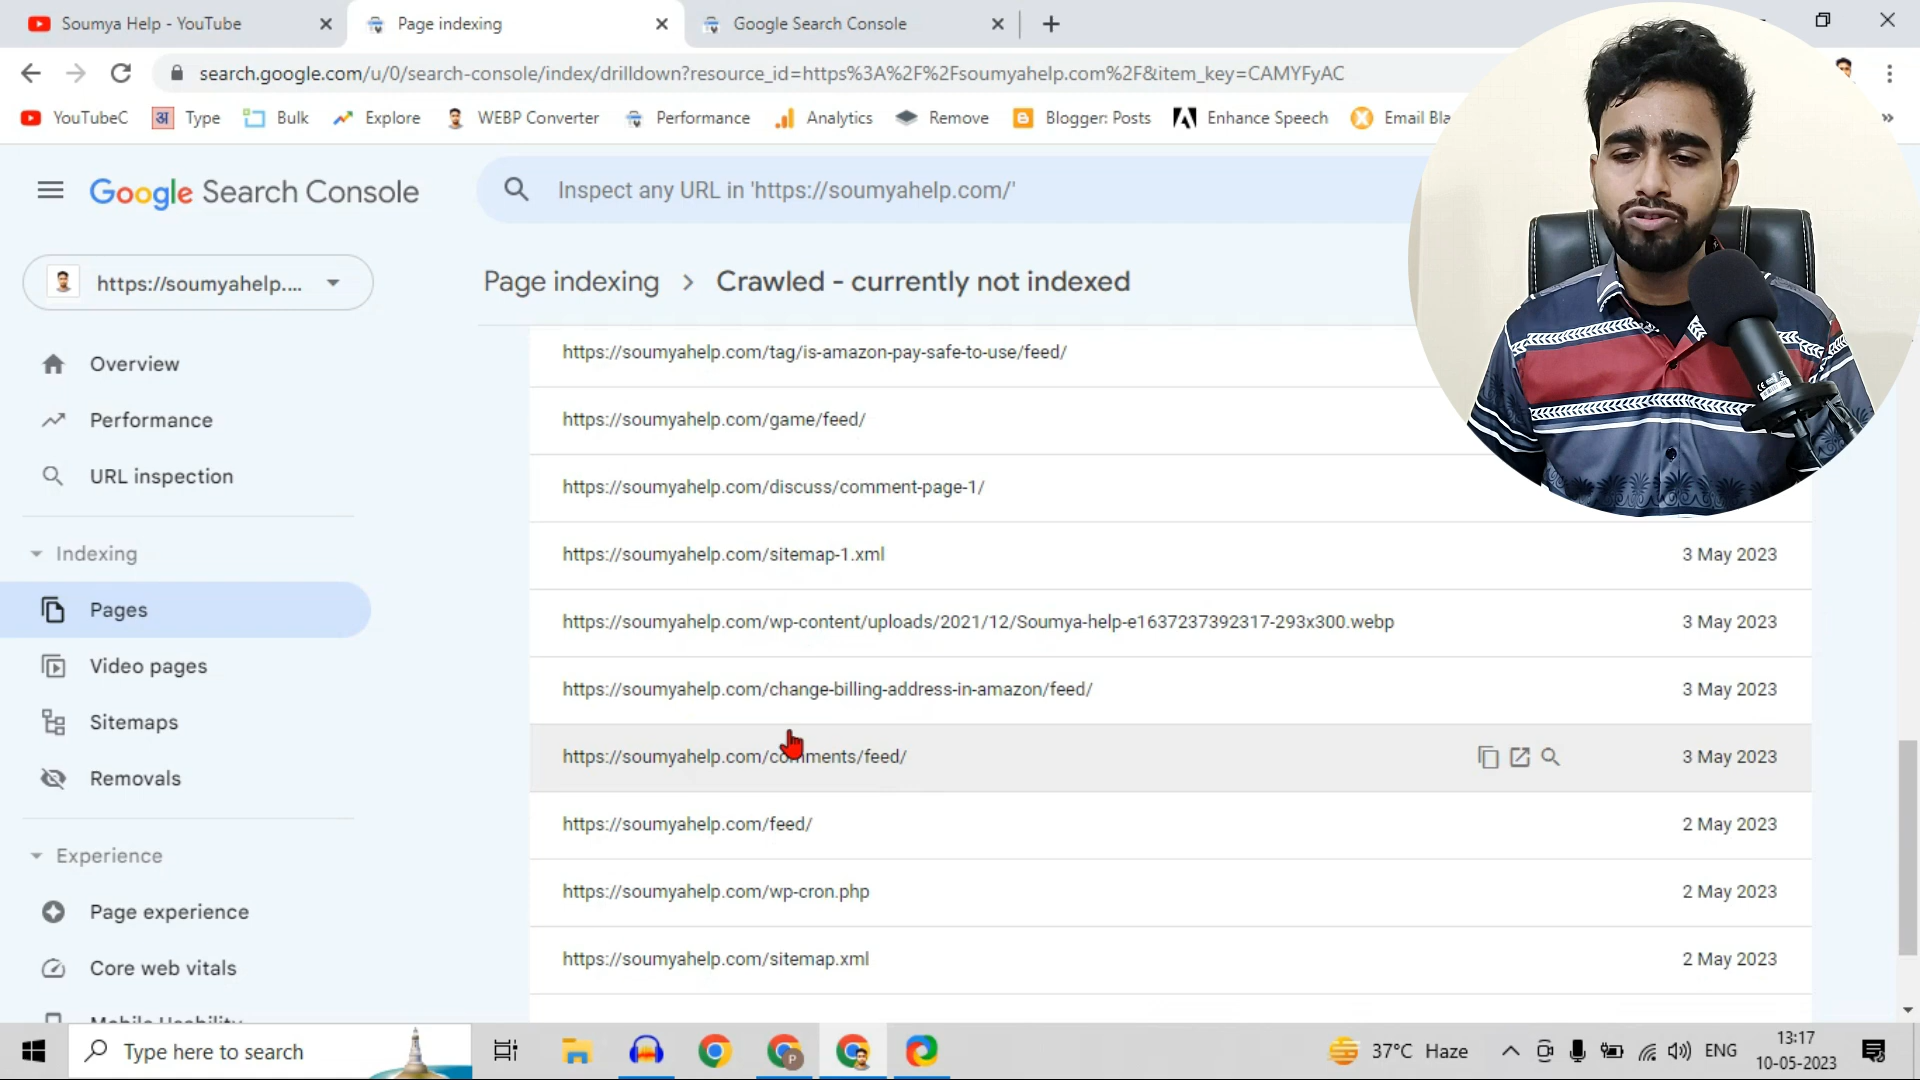 Soumya Help - YouTube
Page indexing
Google Search Console
search.google.com/u/0/search-console/index/drilldown?resource_id=https%3A%2F%2Fsoumyahelp.com%2F&item_key=CAMYFyAC
YouTubeC
Type
Bulk
Explore
WEBP Converter
Performance
Analytics
Remove
Blogger: Posts
Enhance Speech
Email Bla
Google Search Console
Inspect any URL in 'https://soumyahelp.com/'
https://soumyahelp....
Page indexing > Crawled - currently not indexed
Overview
Performance
URL inspection
Indexing
Pages
Video pages
Sitemaps
Removals
Experience
Page experience
Core web vitals
Mobile Usability
https://soumyahelp.com/tag/is-amazon-pay-safe-to-use/feed/
https://soumyahelp.com/game/feed/
https://soumyahelp.com/discuss/comment-page-1/
https://soumyahelp.com/sitemap-1.xml 3 May 2023
https://soumyahelp.com/wp-content/uploads/2021/12/Soumya-help-e1637237392317-293x300.webp 3 May 2023
https://soumyahelp.com/change-billing-address-in-amazon/feed/ 3 May 2023
https://soumyahelp.com/comments/feed/ 3 May 2023
https://soumyahelp.com/feed/ 2 May 2023
https://soumyahelp.com/wp-cron.php 2 May 2023
https://soumyahelp.com/sitemap.xml 2 May 2023
Type here to search
37°C Haze
ENG
13:17
10-05-2023